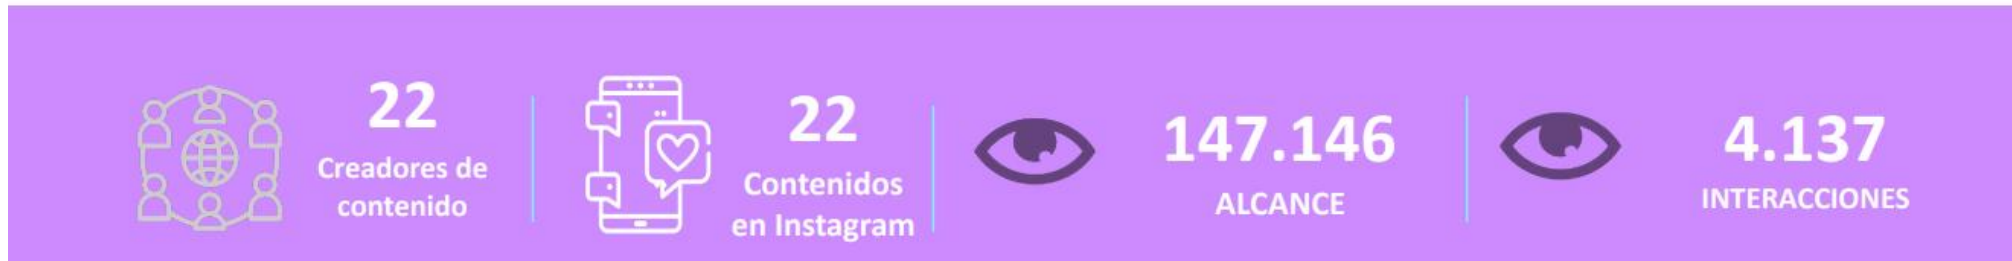 22
Creadores de
contenido
22
Contenidos
en Instagram
147.146
ALCANCE
4.137
INTERACCIONES